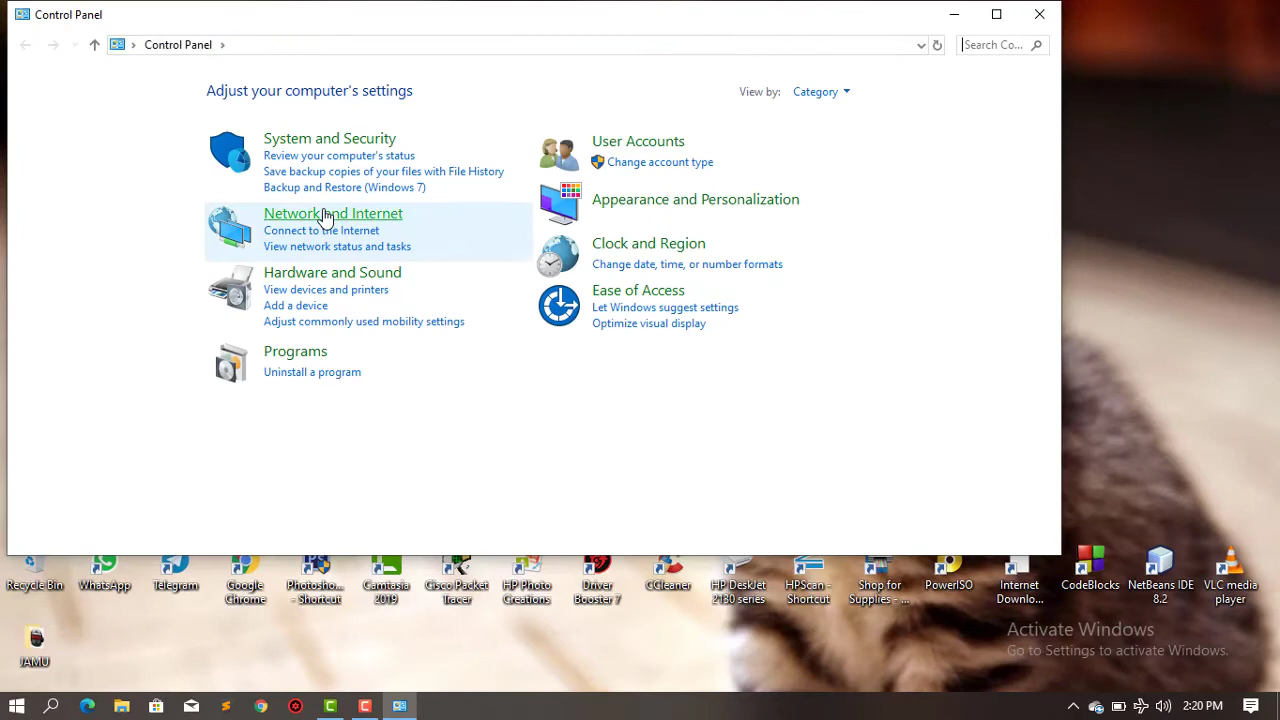 Control Panel
Control Panel
Search Co...
Adjust your computer's settings
View by: Category
System and Security
Review your computer's status
Save backup copies of your files with File History
Backup and Restore (Windows 7)
Network and Internet
Connect to the Internet
View network status and tasks
Hardware and Sound
View devices and printers
Add a device
Adjust commonly used mobility settings
Programs
Uninstall a program
User Accounts
Change account type
Appearance and Personalization
Clock and Region
Change date, time, or number formats
Ease of Access
Let Windows suggest settings
Optimize visual display
Recycle Bin
WhatsApp
Telegram
Google
Chrome
Photosho...
- Shortcut
Camtasia
2019
Cisco Packet
Tracer
HP Photo
Creations
Driver
Booster 7
CCleaner
HP DeskJet
2130 series
HPScan -
Shortcut
Shop for
Supplies - ...
PowerISO
Internet
Downlo...
CodeBlocks
NetBeans IDE
8.2
VLC media
player
JAMU
Activate Windows
Go to Settings to activate Windows.
2:20 PM